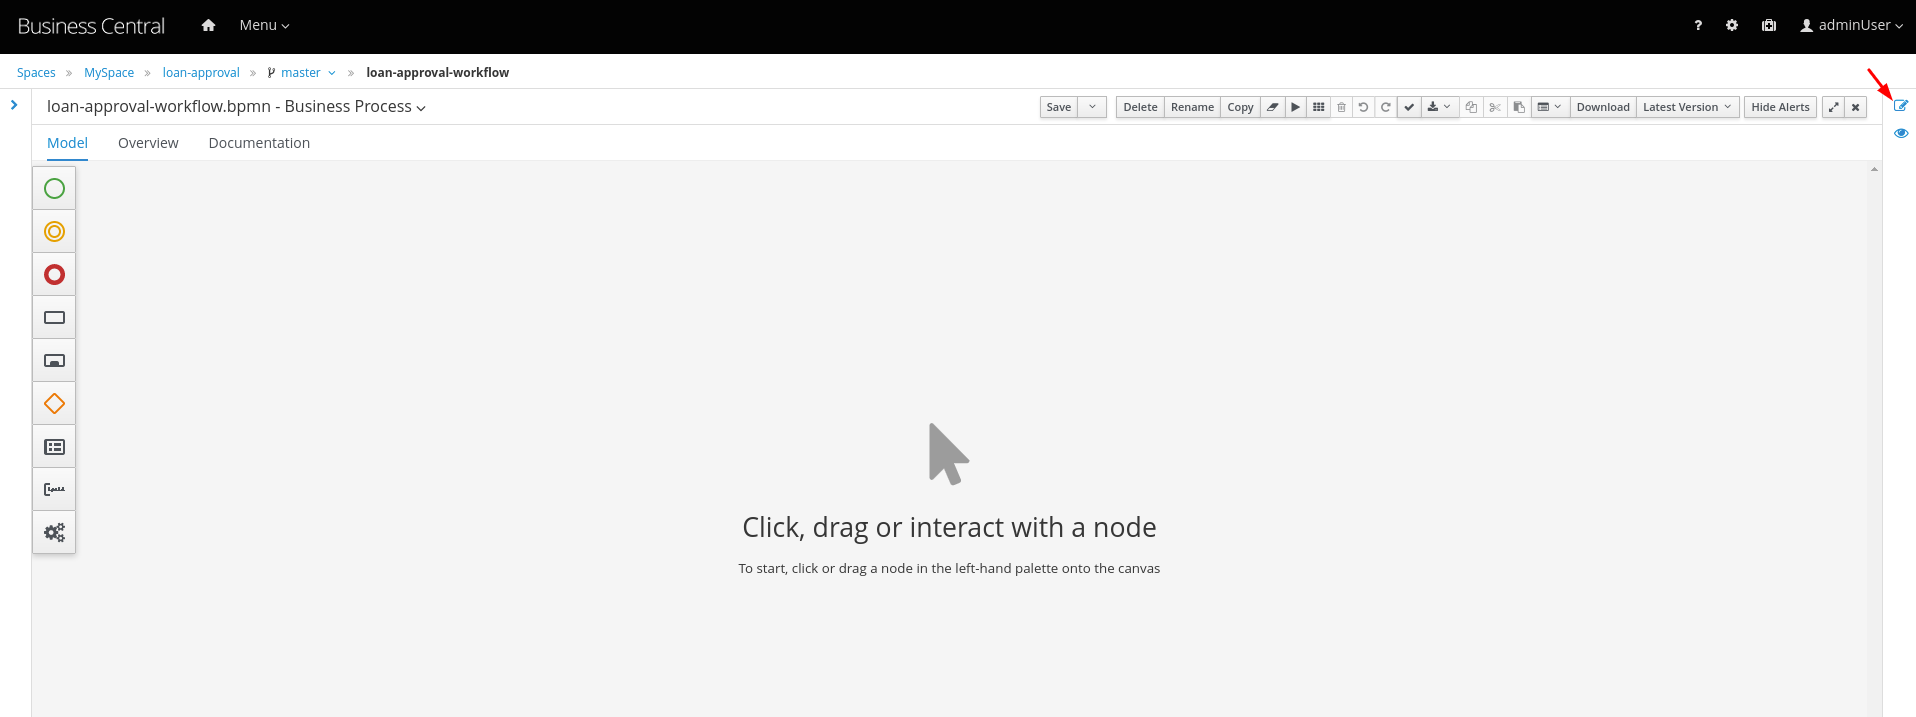 Business Central Menu ? adminUser
Spaces » MySpace » loan-approval » master » loan-approval-workflow
loan-approval-workflow.bpmn - Business Process
Save Delete Rename Copy Download Latest Version Hide Alerts
Model Overview Documentation
Click, drag or interact with a node
To start, click or drag a node in the left-hand palette onto the canvas